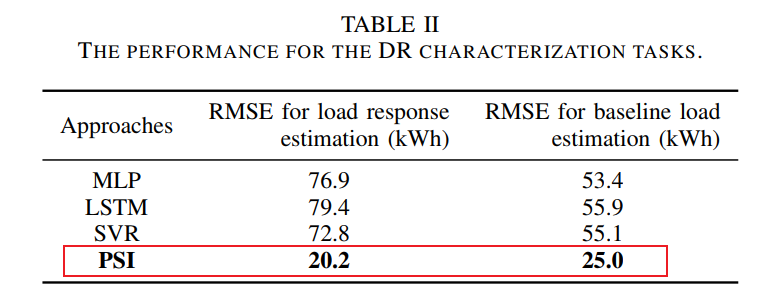 TABLE II
THE PERFORMANCE FOR THE DR CHARACTERIZATION TASKS.
Approaches RMSE for load response estimation (kWh) RMSE for baseline load estimation (kWh)
MLP 76.9 53.4
LSTM 79.4 55.9
SVR 72.8 55.1
PSI 20.2 25.0